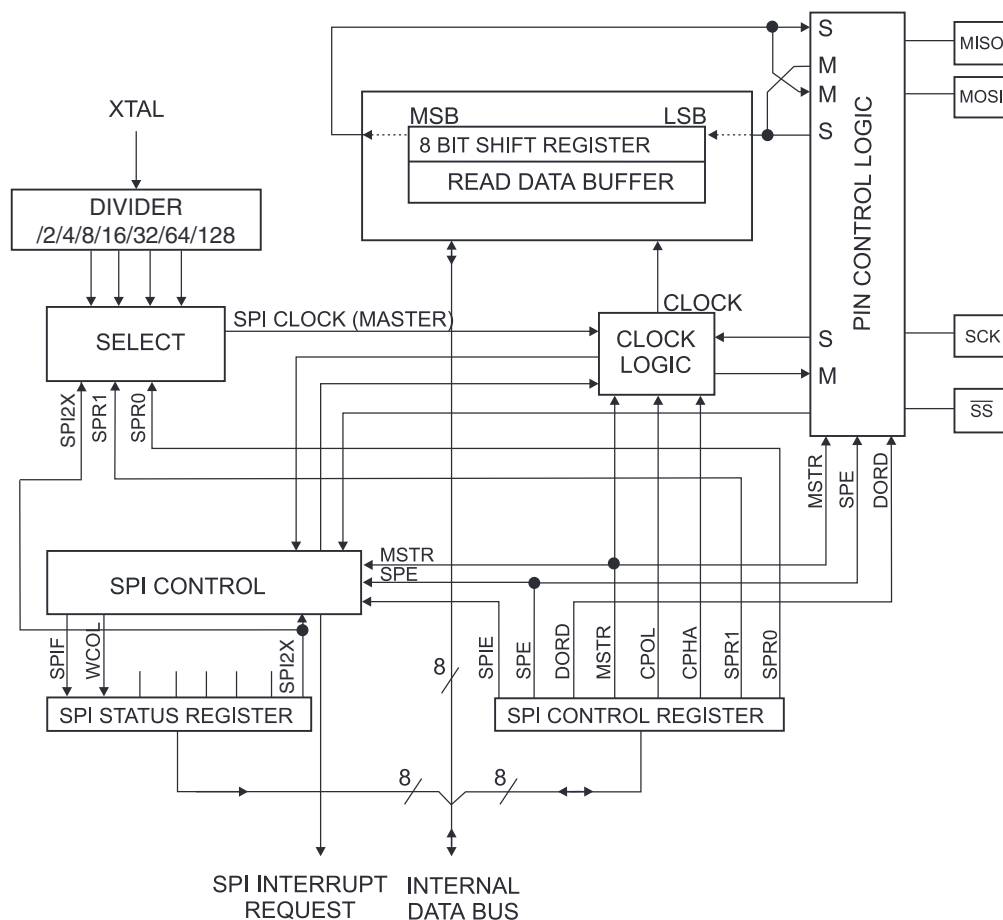 S
MISO
M
M
MOSI
S
PIN CONTROL LOGIC
XTAL
MSB
LSB
8 BIT SHIFT REGISTER
READ DATA BUFFER
DIVIDER
/2/4/8/16/32/64/128
SELECT
SPI CLOCK (MASTER)
CLOCK
CLOCK
LOGIC
S
M
SCK
SS
SPI2X
SPR1
SPR0
MSTR
SPE
DORD
SPI CONTROL
MSTR
SPE
SPIF
WCOL
SPI2X
8
SPIE
SPE
DORD
MSTR
CPOL
CPHA
SPR1
SPR0
SPI STATUS REGISTER
SPI CONTROL REGISTER
8
8
SPI INTERRUPT
REQUEST
INTERNAL
DATA BUS